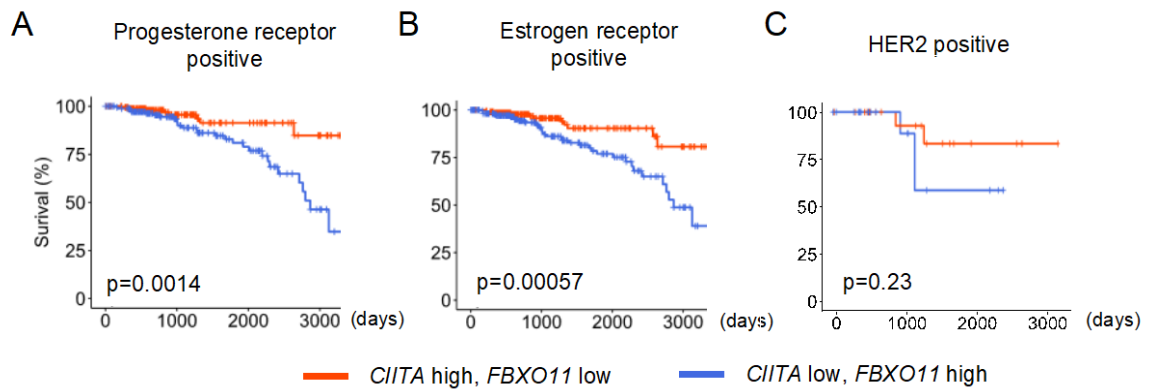 A
Progesterone receptor
positive
B
Estrogen receptor
positive
C
HER2 positive
Surival (%)
100
75
50
25
0
p=0.0014
0 1000 2000 3000 (days)
100
75
50
25
0
p=0.00057
0 1000 2000 3000 (days)
100
75
50
25
0
p=0.23
0 1000 2000 3000 (days)
CIITA high, FBXO11 low
CIITA low, FBXO11 high